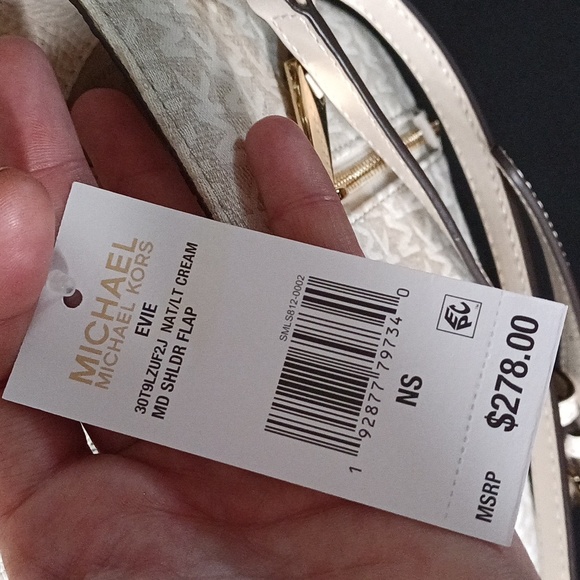 MICHAEL
MICHAEL KORS
EVIE
30T9LZUF2J NAT/LT CREAM
MD SHLDR FLAP
SMLS812-0002
1 92877 79734 0
NS
MSRP $278.00